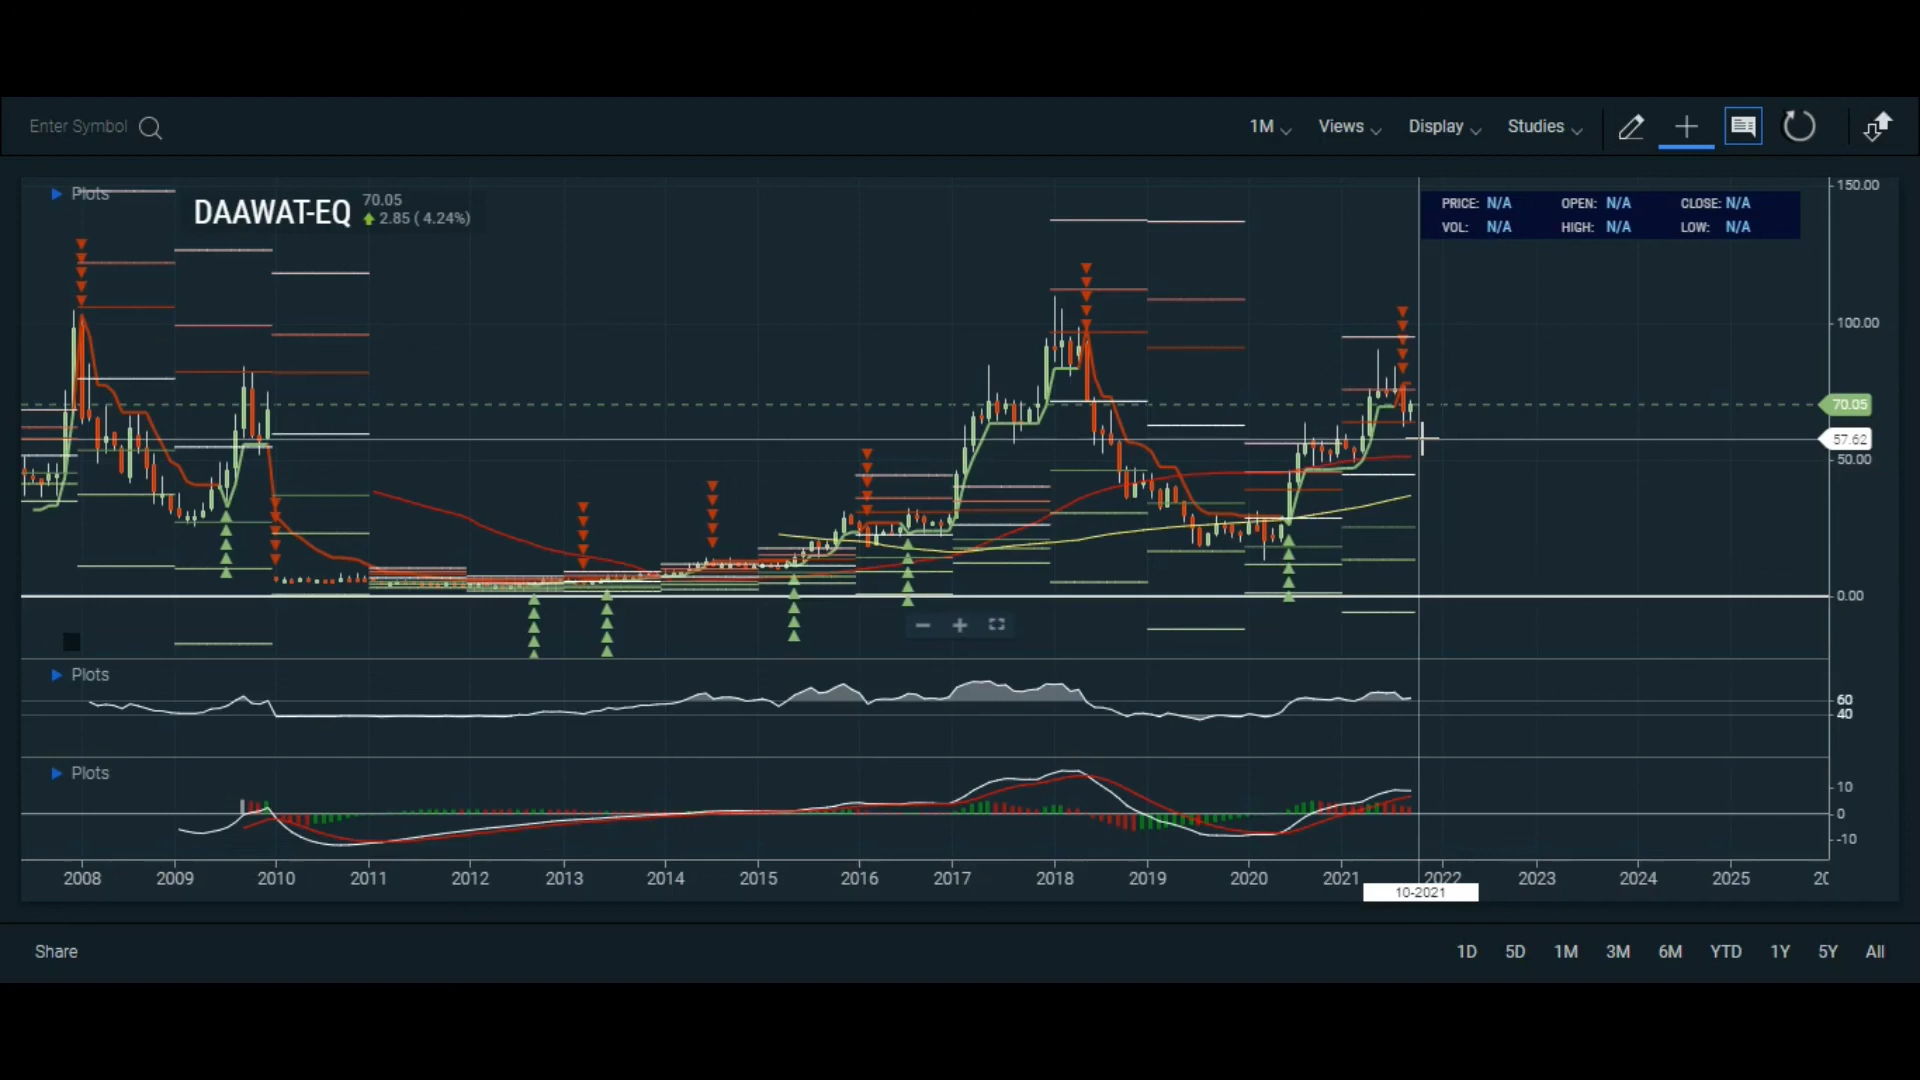 Enter Symbol
1M Views Display Studies
Plots
DAAWAT-EQ 70.05
2.85 ( 4.24%)
PRICE: N/A OPEN: N/A CLOSE: N/A
VOL: N/A HIGH: N/A LOW: N/A
150.00
100.00
70.05
57.62
50.00
0.00
Plots
60
40
Plots
10
0
-10
2008 2009 2010 2011 2012 2013 2014 2015 2016 2017 2018 2019 2020 2021 2022 2023 2024 2025
10-2021
Share 1D 5D 1M 3M 6M YTD 1Y 5Y All